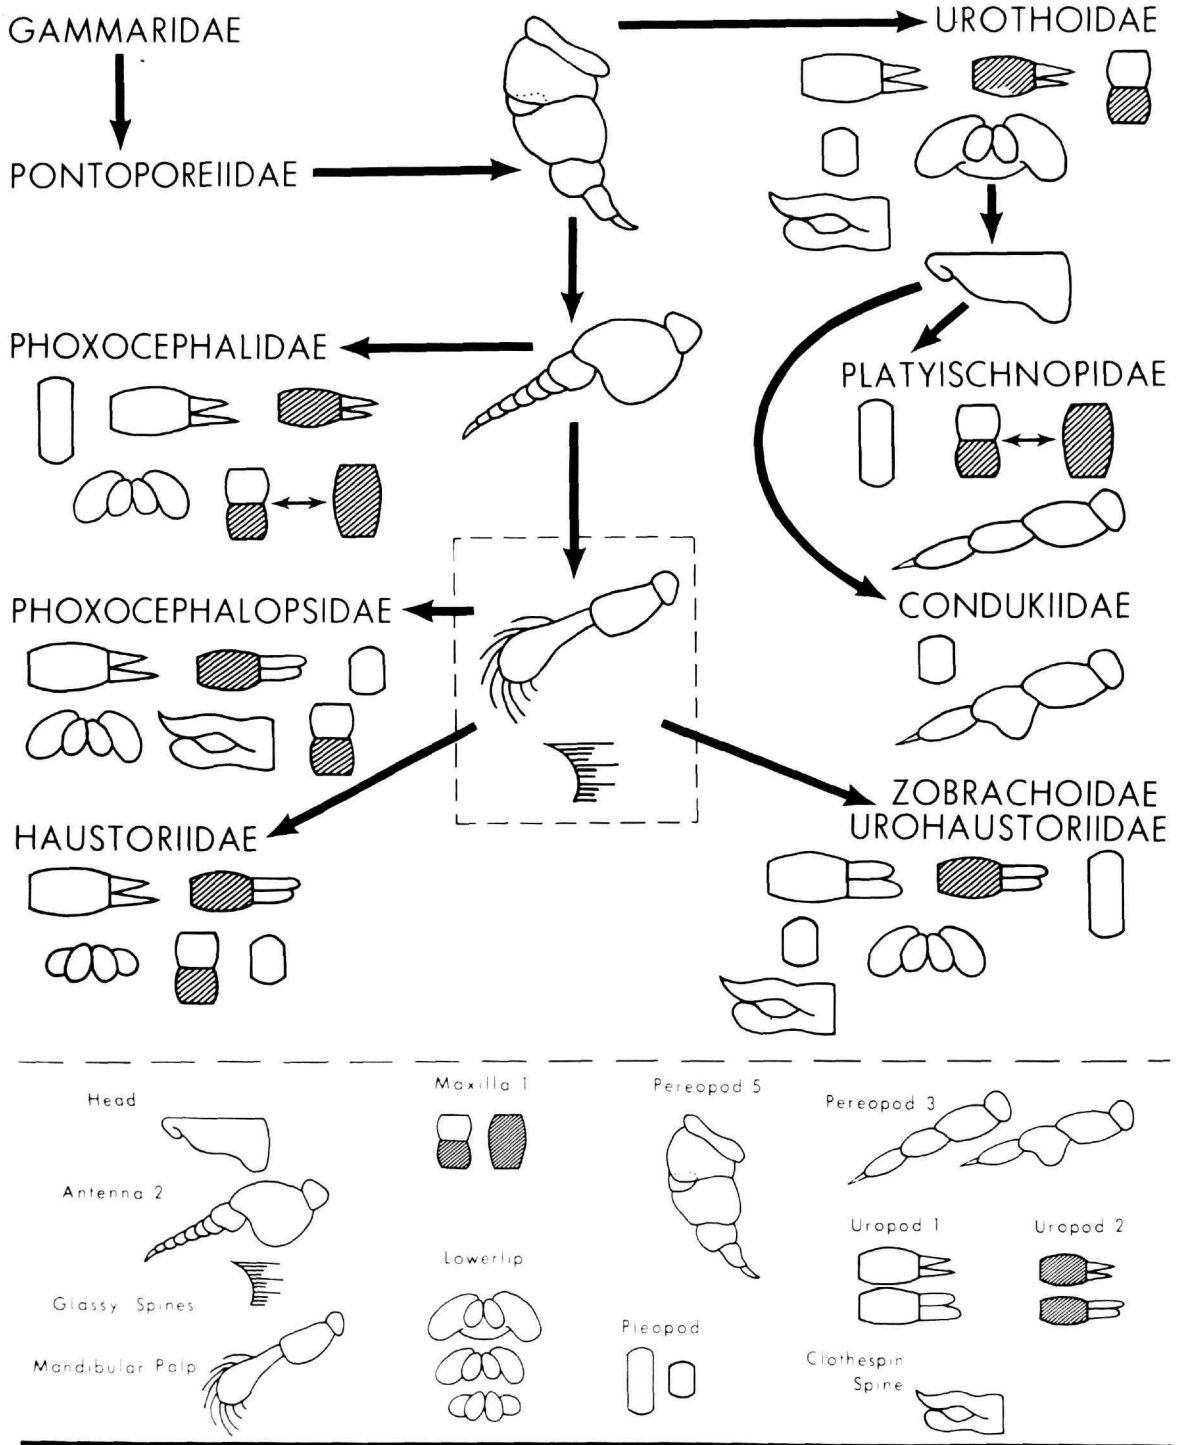 GAMMARIDAE
UROTHOIDAE
PONTOPOREIIDAE
PHOXOCEPHALIDAE
PLATYISCHNOPIDAE
PHOXOCEPHALOPSIDAE
CONDUKIIDAE
HAUSTORIIDAE
ZOBRACHOIDAE
UROHAUSTORIIDAE
Head
Maxilla 1
Pereopod 5
Pereopod 3
Antenna 2
Uropod 1
Uropod 2
Lowerlip
Glassy Spines
Pleopod
Mandibular Palp
Clothespin
Spine